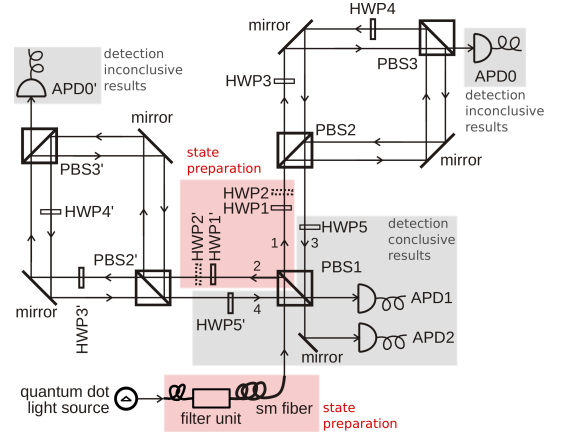 HWP4
mirror
PBS3
APD0
detection
inconclusive
results
detection
inconclusive
results
APD0'
HWP3
mirror
PBS2
mirror
PBS3'
state
preparation
HWP2
HWP1
HWP4'
HWP2'
HWP1'
HWP5
detection
conclusive
results
1
3
PBS2'
2
PBS1
4
mirror
HWP3'
HWP5'
APD1
APD2
mirror
quantum dot
light source
filter unit
sm fiber
state
preparation